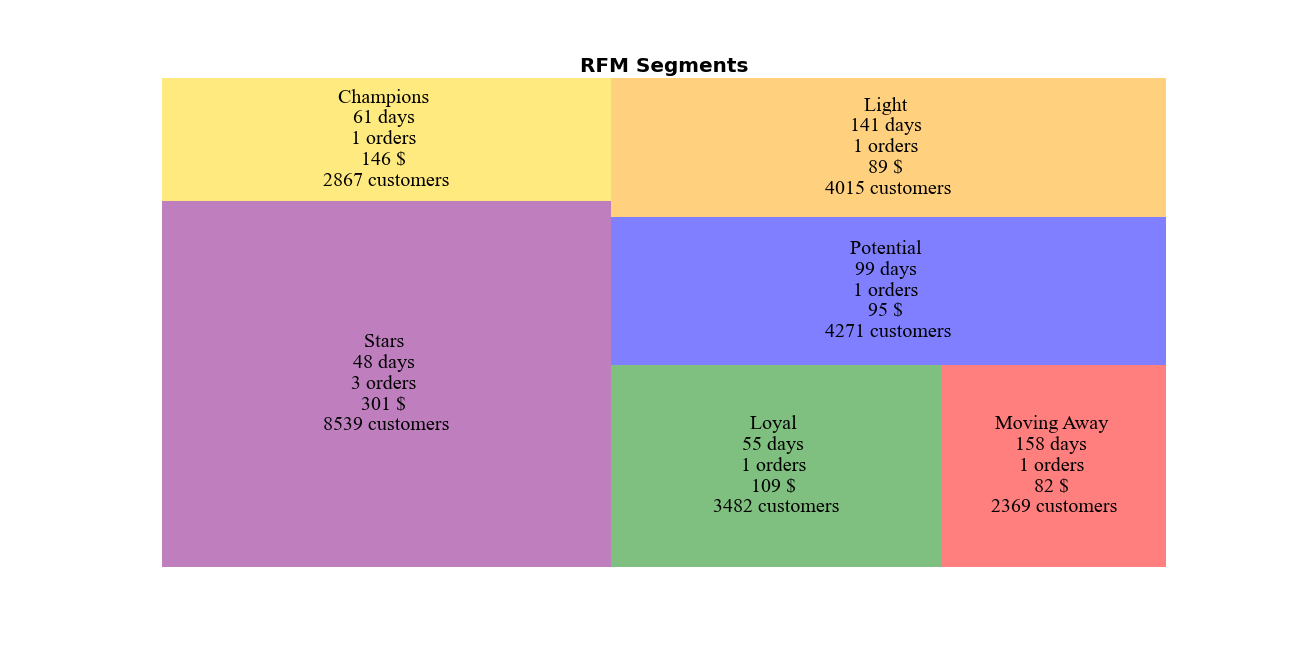 RFM Segments
Champions
61 days
1 orders
146 $
2867 customers
Stars
48 days
3 orders
301 $
8539 customers
Light
141 days
1 orders
89 $
4015 customers
Potential
99 days
1 orders
95 $
4271 customers
Loyal
55 days
1 orders
109 $
3482 customers
Moving Away
158 days
1 orders
82 $
2369 customers